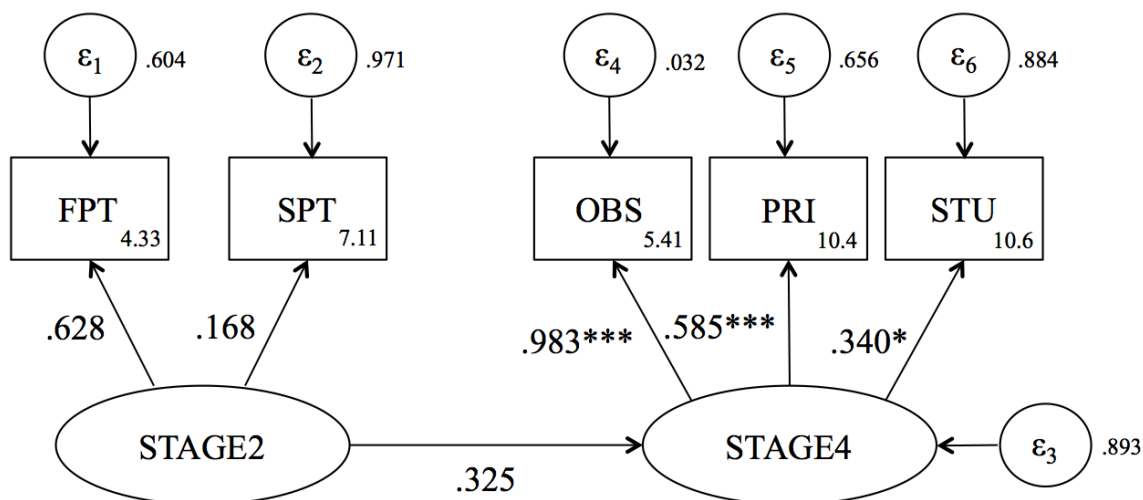 ε1 .604 ε2 .971 ε4 .032 ε5 .656 ε6 .884
FPT SPT OBS PRI STU
4.33 7.11 5.41 10.4 10.6
.628 .168 .983*** .585*** .340*
STAGE2 STAGE4 ε3 .893
.325